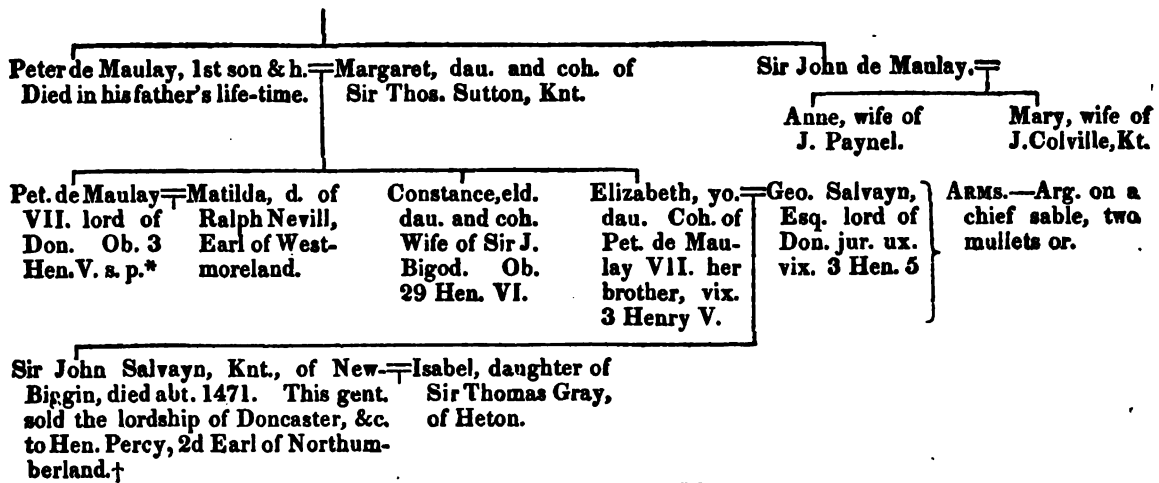 Peter de Maulay, 1st son & h.
Died in his father's life-time.
Margaret, dau. and coh. of
Sir Thos. Sutton, Knt.
Sir John de Maulay.
Anne, wife of
J. Paynel.
Mary, wife of
J. Colville, Kt.
Pet. de Maulay
VII. lord of
Don. Ob. 3
Hen. V. s. p.*
Matilda, d. of
Ralph Nevill,
Earl of West-
moreland.
Constance, eld.
dau. and coh.
Wife of Sir J.
Bigod. Ob.
29 Hen. VI.
Elizabeth, yo.
dau. Coh. of
Pet. de Mau-
lay VII. her
brother, vix.
3 Henry V.
Geo. Salvayn,
Esq. lord of
Don. jur. ux.
vix. 3 Hen. 5
ARMS.—Arg. on a
chief sable, two
mullets or.
Sir John Salvayn, Knt., of New-
Biggin, died abt. 1471. This gent.
sold the lordship of Doncaster, &c.
to Hen. Percy, 2d Earl of Northum-
berland.†
Isabel, daughter of
Sir Thomas Gray,
of Heton.